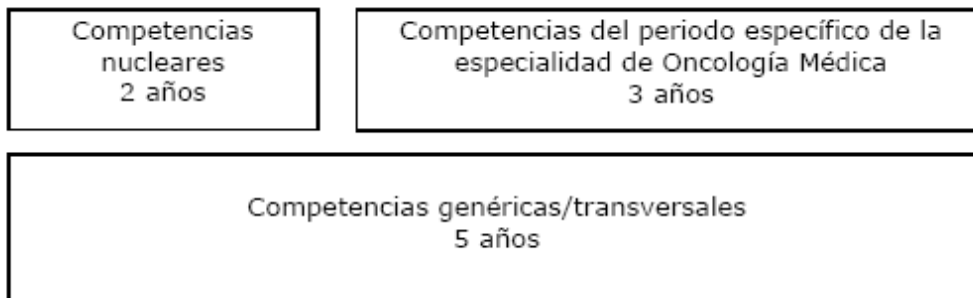 Competencias
nucleares
2 años
Competencias del periodo específico de la
especialidad de Oncología Médica
3 años
Competencias genéricas/transversales
5 años